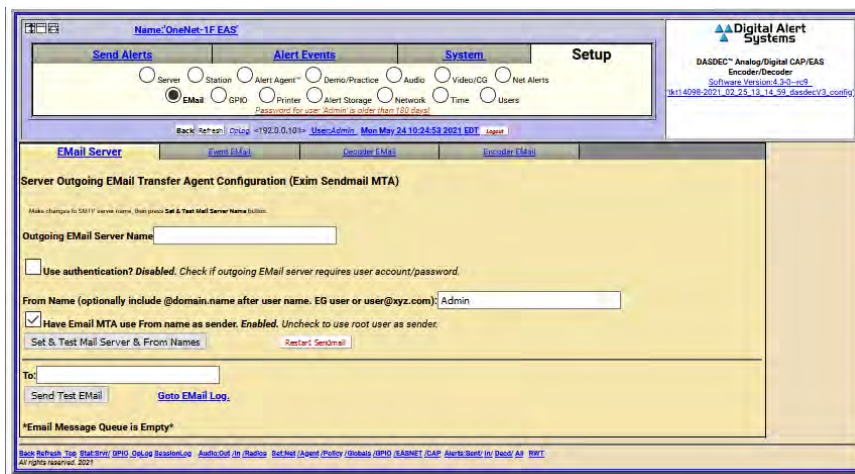 Name:'OneNet-1F EAS'
Digital Alert
Systems
Send Alerts Alert Events System Setup
DASDEC™ Analog/Digital CAP/EAS
Encoder/Decoder
Software Version:4.3-0--rc9_
tkt14098-2021_02_25_13_14_59_dasdecV3_config)
Server Station Alert Agent™ Demo/Practice Audio Video/CG Net Alerts
EMail GPIO Printer Alert Storage Network Time Users
Password for user 'Admin' is older than 180 days!
Back Refresh OpLog <192.0.0.101> User:Admin Mon May 24 10:24:53 2021 EDT Logout
EMail Server Event EMail Decoder EMail Encoder EMail
Server Outgoing EMail Transfer Agent Configuration (Exim Sendmail MTA)
Make changes to SMTP server name, then press Set & Test Mail Server Name button.
Outgoing EMail Server Name
Use authentication? Disabled. Check if outgoing EMail server requires user account/password.
From Name (optionally include @domain.name after user name. EG user or user@xyz.com): Admin
Have Email MTA use From name as sender. Enabled. Uncheck to use root user as sender.
Set & Test Mail Server & From Names Restart Sendmail
To:
Send Test EMail Goto EMail Log.
*Email Message Queue is Empty*
Back Refresh Top Stat:Srvr/ GPIO OpLog SessionLog Audio:Out /In /Radios Set:Net /Agent /Policy /Globals /GPIO /EASNET /CAP Alerts:Sent/ In/ Decd/ All RWT
All rights reserved. 2021